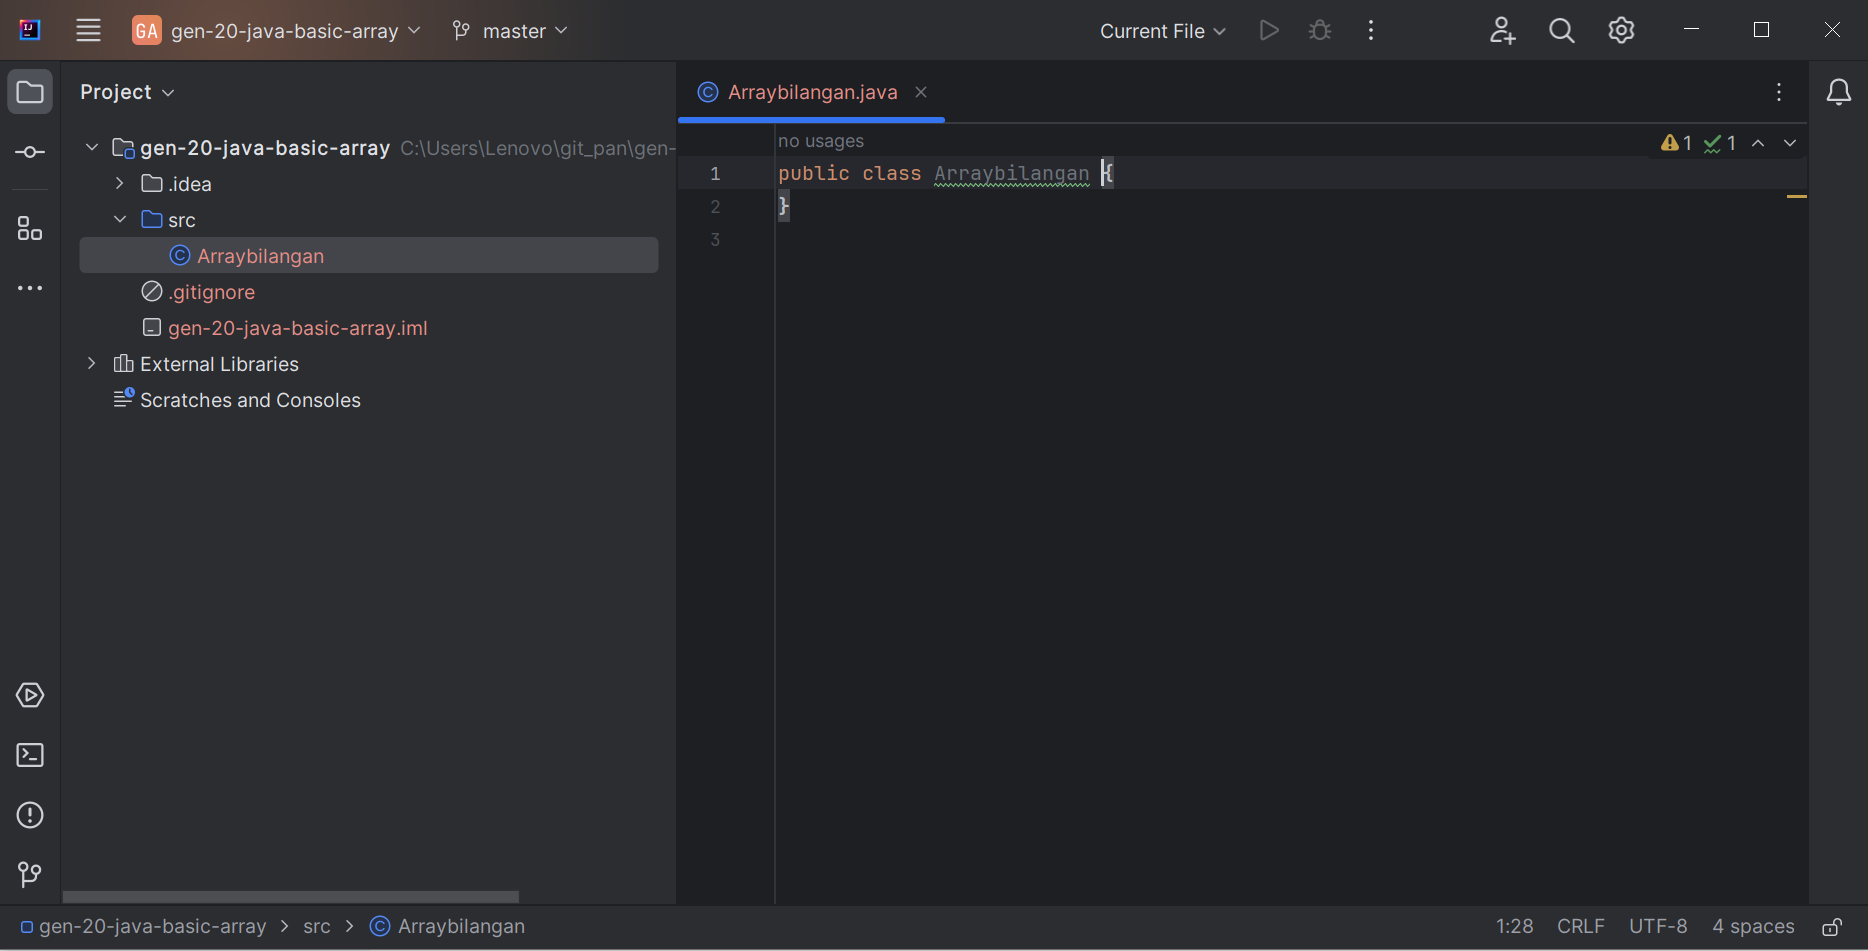 GA gen-20-java-basic-array master Current File
Project
Arraybilangan.java
gen-20-java-basic-array C:\Users\Lenovo\git_pan\gen-
.idea
src
Arraybilangan
.gitignore
gen-20-java-basic-array.iml
External Libraries
Scratches and Consoles
no usages
1 1
1 public class Arraybilangan {
2 }
3
gen-20-java-basic-array > src > Arraybilangan
1:28 CRLF UTF-8 4 spaces